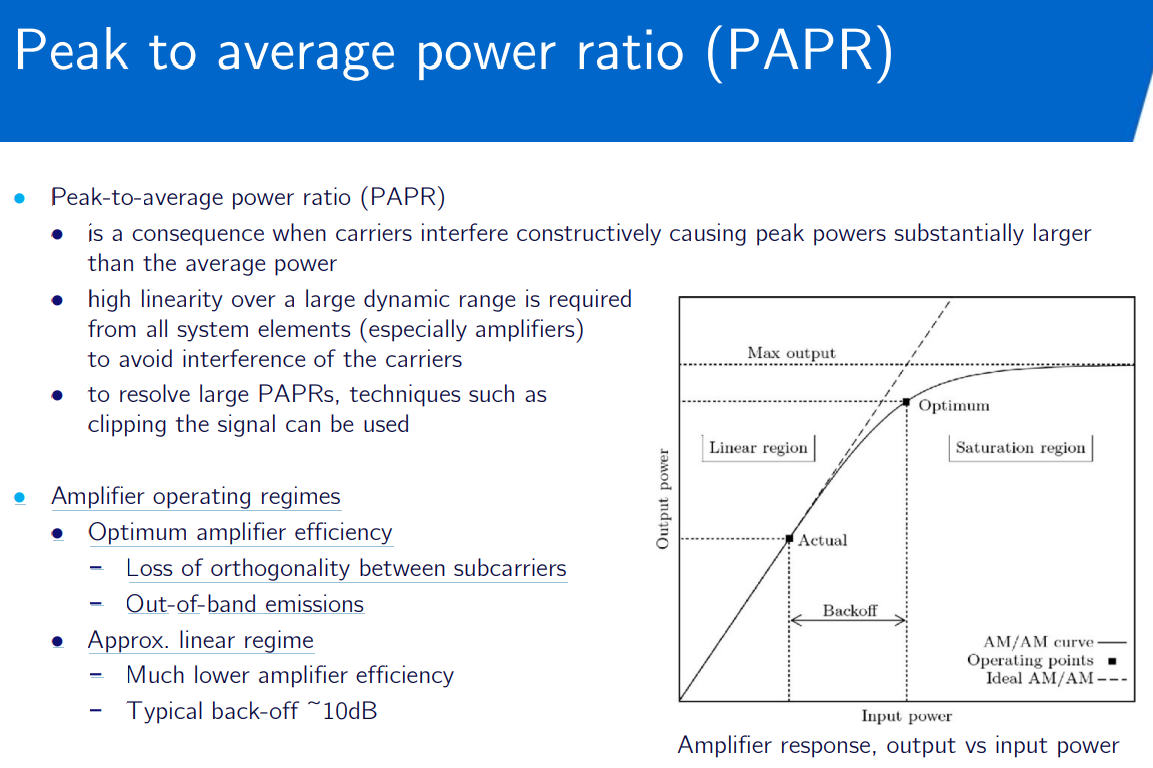 Peak to average power ratio (PAPR)
• Peak-to-average power ratio (PAPR)
• is a consequence when carriers interfere constructively causing peak powers substantially larger
than the average power
• high linearity over a large dynamic range is required
from all system elements (especially amplifiers)
to avoid interference of the carriers
• to resolve large PAPRs, techniques such as
clipping the signal can be used
• Amplifier operating regimes
• Optimum amplifier efficiency
– Loss of orthogonality between subcarriers
– Out-of-band emissions
• Approx. linear regime
– Much lower amplifier efficiency
– Typical back-off ~10dB
Max output
Optimum
Linear region
Saturation region
Output power
Actual
Backoff
AM/AM curve
Operating points
Ideal AM/AM
Input power
Amplifier response, output vs input power